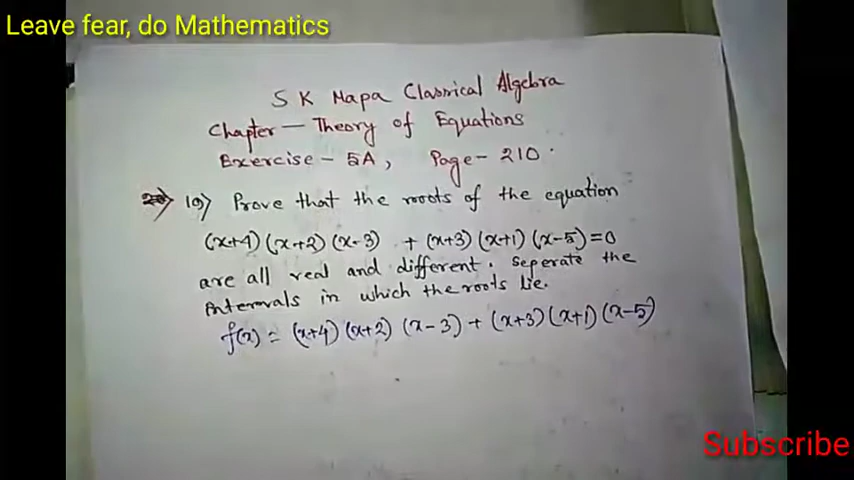 Leave fear, do Mathematics
S K Mapa Classical Algebra
Chapter — Theory of Equations
Exercise - 5A, Page - 210.
19) Prove that the roots of the equation
(x+4)(x+2)(x-3) + (x+3)(x+1)(x-5)=0
are all real and different. Seperate the
intervals in which the roots lie.
f(x) = (x+4)(x+2)(x-3)+(x+3)(x+1)(x-5)
Subscribe